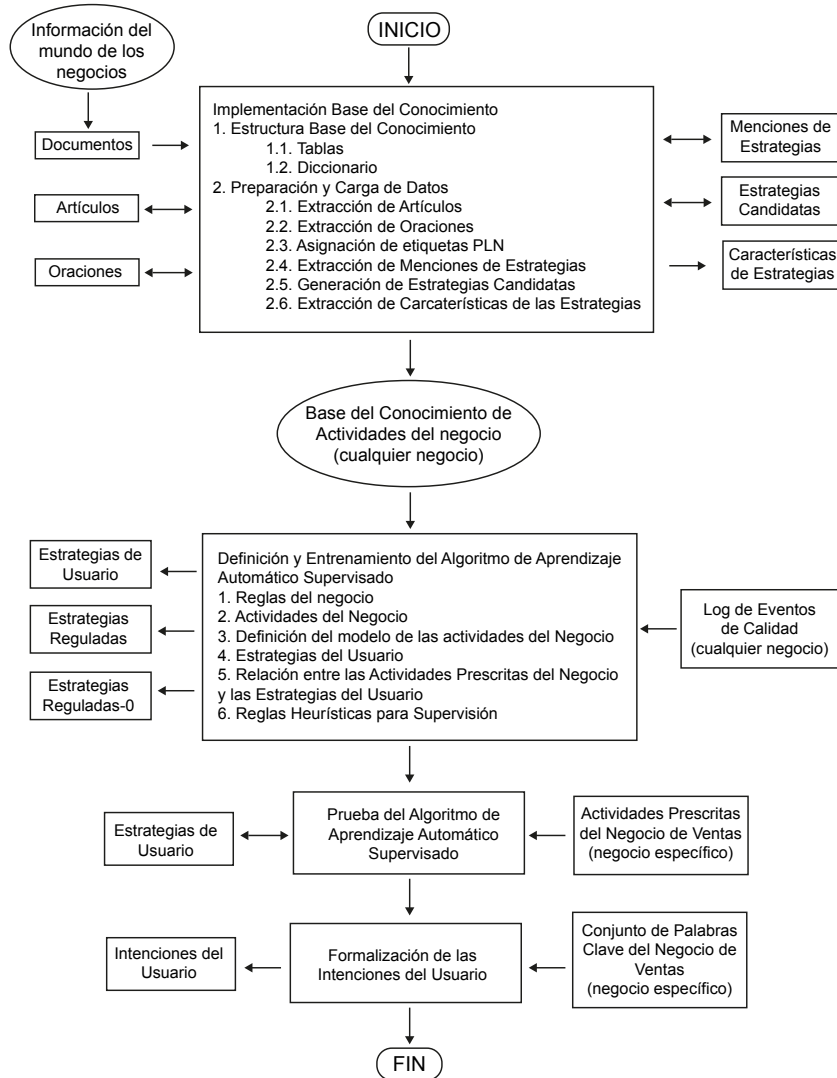 Información del
mundo de los
negocios
INICIO
Implementación Base del Conocimiento
1. Estructura Base del Conocimiento
1.1. Tablas
1.2. Diccionario
2. Preparación y Carga de Datos
2.1. Extracción de Artículos
2.2. Extracción de Oraciones
2.3. Asignación de etiquetas PLN
2.4. Extracción de Menciones de Estrategias
2.5. Generación de Estrategias Candidatas
2.6. Extracción de Carcaterísticas de las Estrategias
Documentos
Artículos
Oraciones
Menciones de
Estrategias
Estrategias
Candidatas
Características
de Estrategias
Base del Conocimiento de
Actividades del negocio
(cualquier negocio)
Estrategias de
Usuario
Estrategias
Reguladas
Estrategias
Reguladas-0
Definición y Entrenamiento del Algoritmo de Aprendizaje
Automático Supervisado
1. Reglas del negocio
2. Actividades del Negocio
3. Definición del modelo de las actividades del Negocio
4. Estrategias del Usuario
5. Relación entre las Actividades Prescritas del Negocio
y las Estrategias del Usuario
6. Reglas Heurísticas para Supervisión
Log de Eventos
de Calidad
(cualquier negocio)
Estrategias de
Usuario
Prueba del Algoritmo de
Aprendizaje Automático
Supervisado
Actividades Prescritas
del Negocio de Ventas
(negocio específico)
Intenciones del
Usuario
Formalización de las
Intenciones del Usuario
Conjunto de Palabras
Clave del Negocio de
Ventas
(negocio específico)
FIN